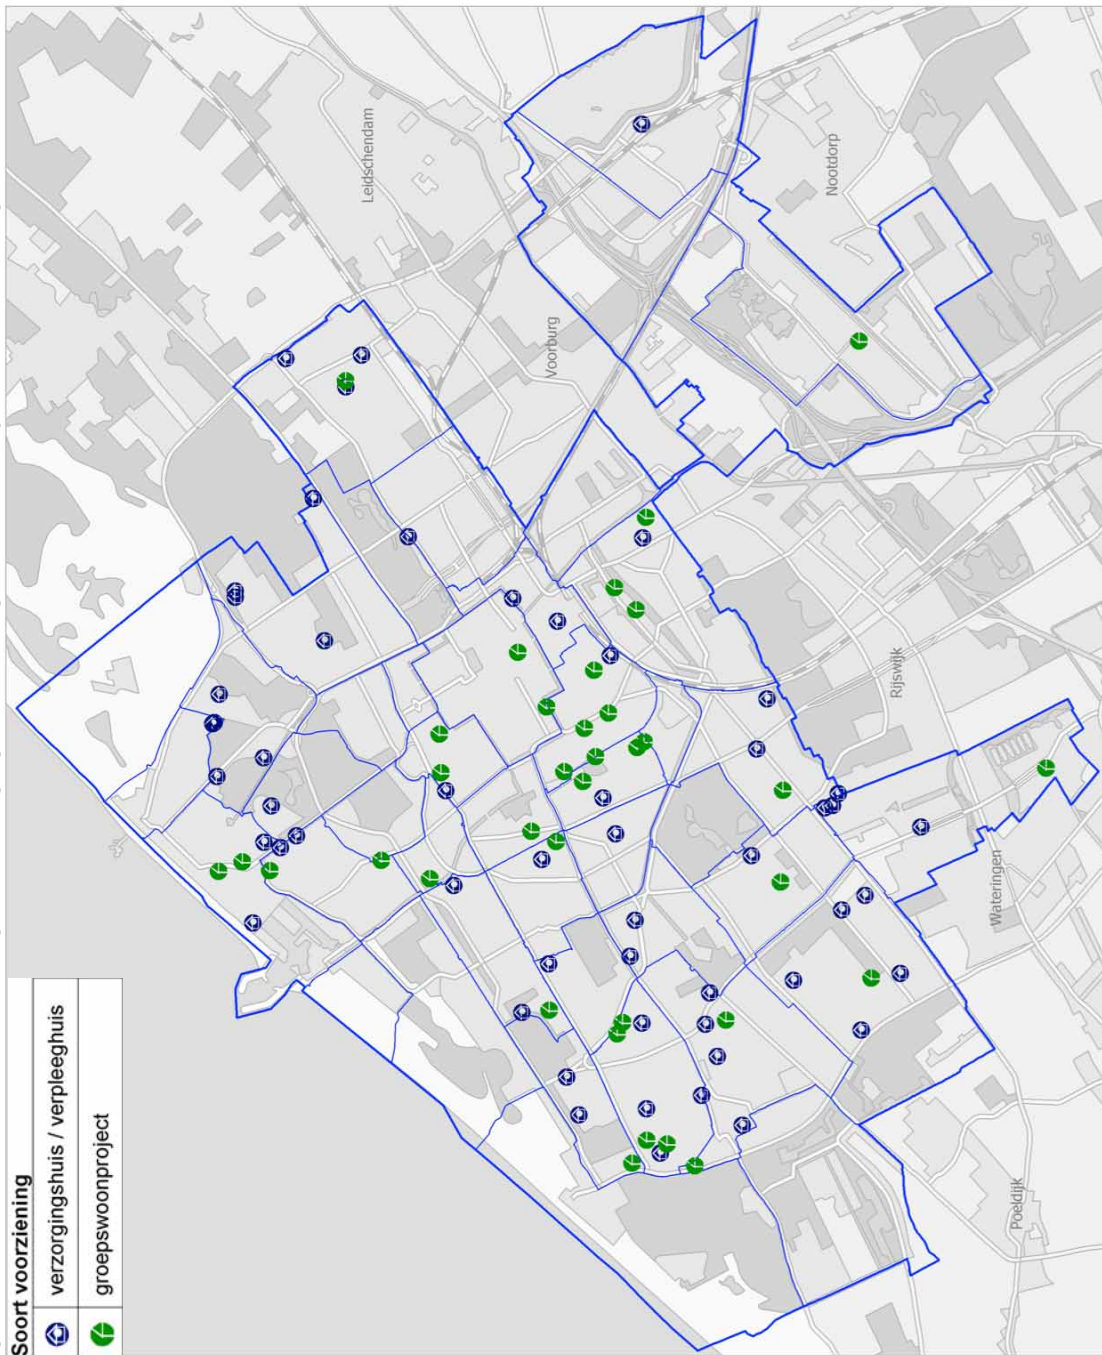 Soort voorziening
verzorgingshuis / verpleeghuis
groepswoonproject
Leidschendam
Nootdorp
Voorburg
Rijswijk
Wateringen
Poeldijk